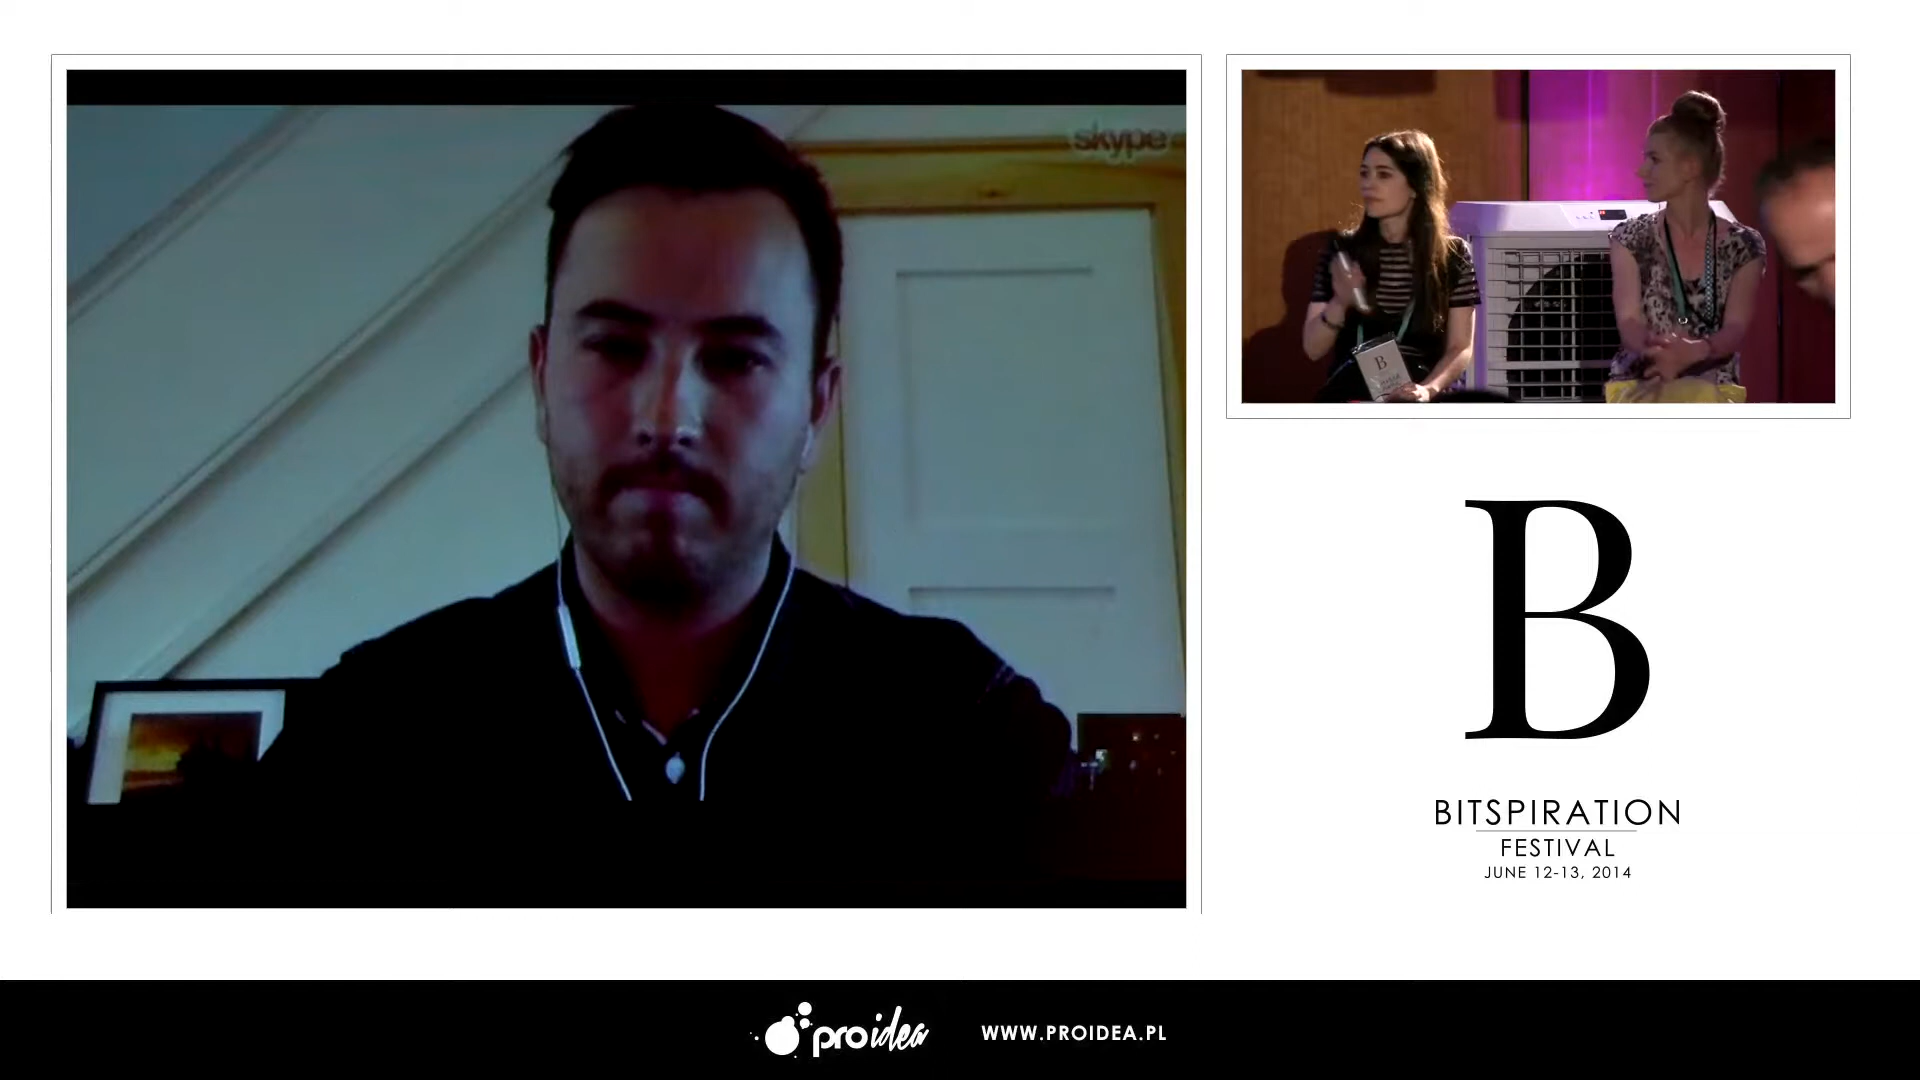 skype
B
B
BITSPIRATION
FESTIVAL
JUNE 12-13, 2014
proidea
WWW.PROIDEA.PL